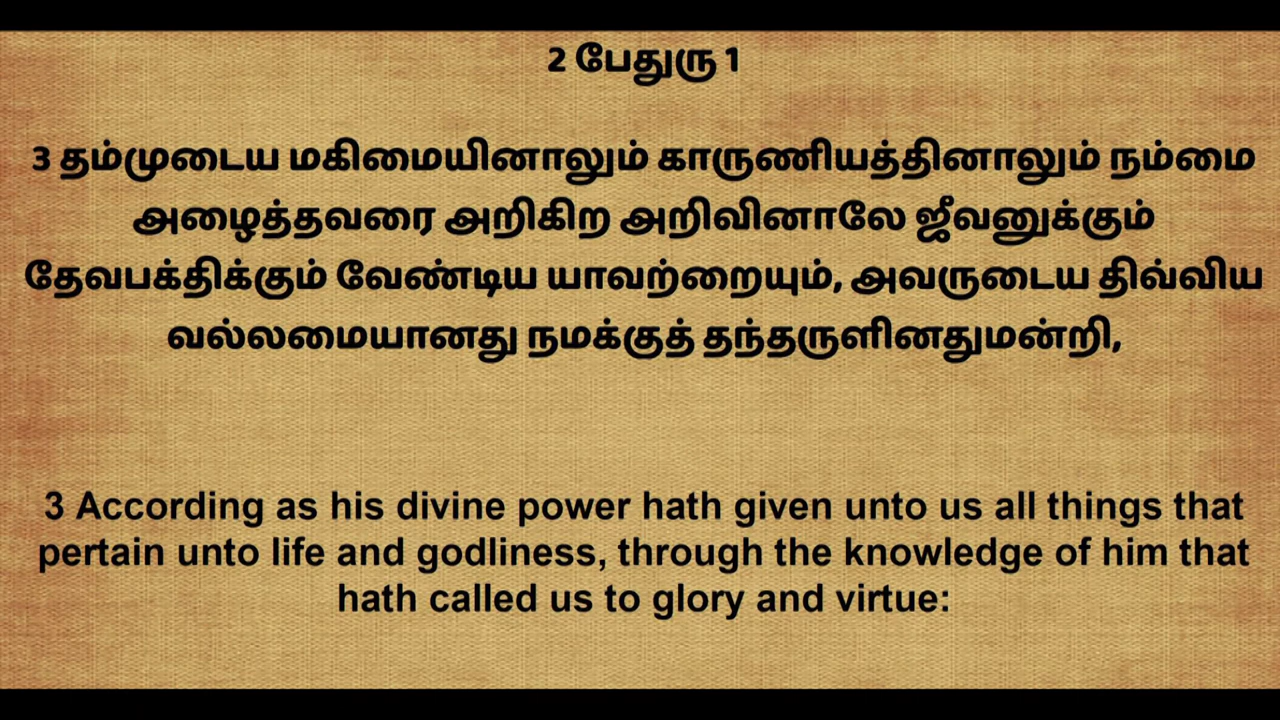 2 பேதுரு 1
3 தம்முடைய மகிமையினாலும் காருணியத்தினாலும் நம்மை
அழைத்தவரை அறிகிற அறிவினாலே ஜீவனுக்கும்
தேவபக்திக்கும் வேண்டிய யாவற்றையும், அவருடைய திவ்விய
வல்லமையானது நமக்குத் தந்தருளினதுமன்றி,
3 According as his divine power hath given unto us all things that
pertain unto life and godliness, through the knowledge of him that
hath called us to glory and virtue: